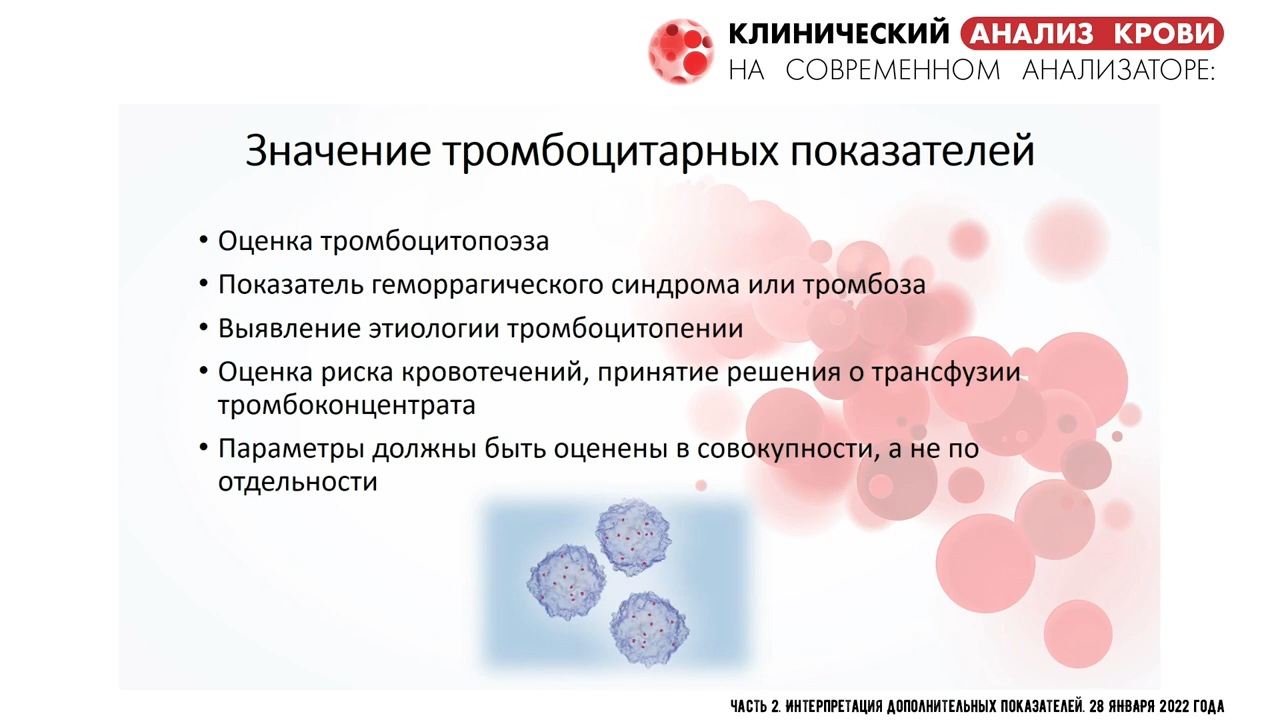 КЛИНИЧЕСКИЙ АНАЛИЗ КРОВИ
НА СОВРЕМЕННОМ АНАЛИЗАТОРЕ:
Значение тромбоцитарных показателей
• Оценка тромбоцитопоэза
• Показатель геморрагического синдрома или тромбоза
• Выявление этиологии тромбоцитопении
• Оценка риска кровотечений, принятие решения о трансфузии
тромбоконцентрата
• Параметры должны быть оценены в совокупности, а не по
отдельности
ЧАСТЬ 2. ИНТЕРПРЕТАЦИЯ ДОПОЛНИТЕЛЬНЫХ ПОКАЗАТЕЛЕЙ. 28 ЯНВАРЯ 2022 ГОДА